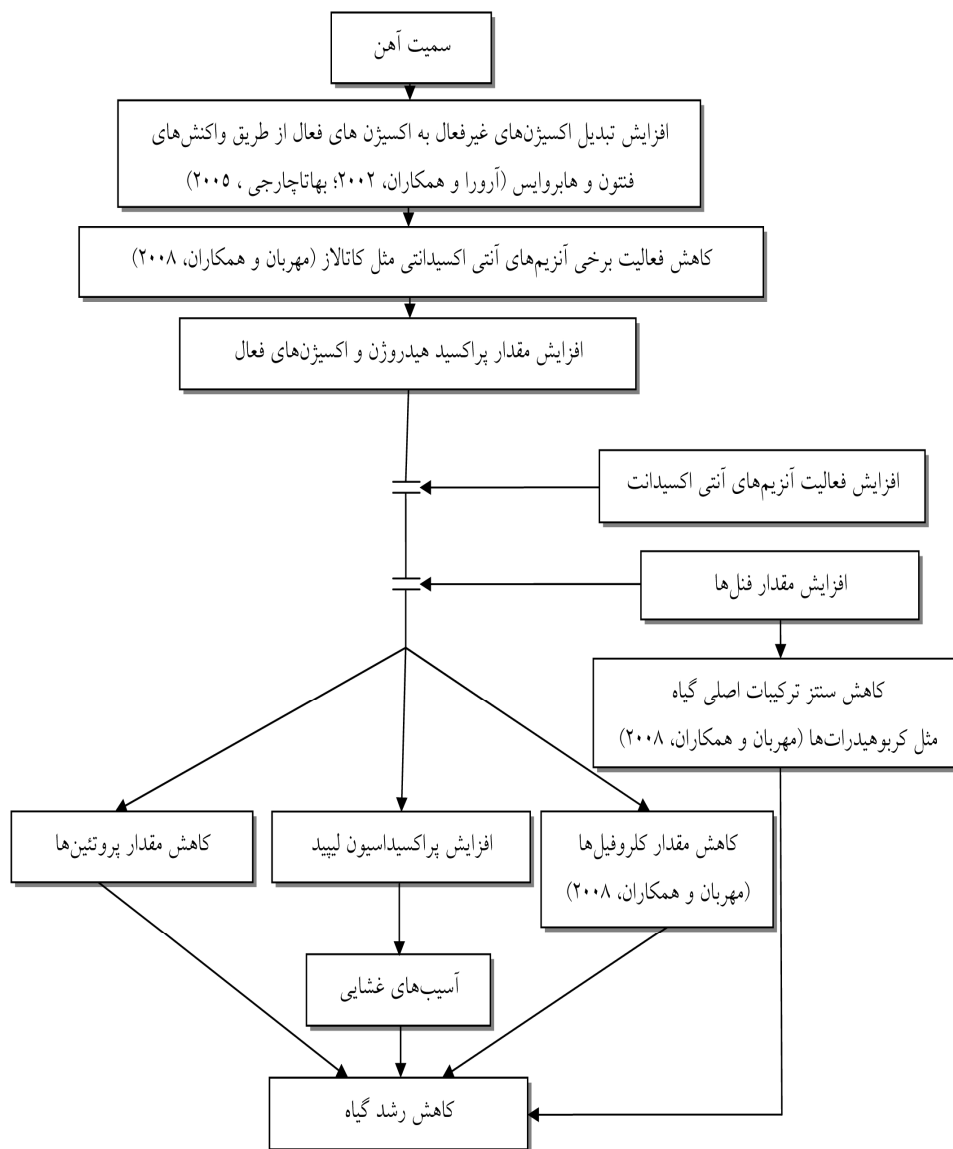 سمیت آهن
افزایش تبدیل اکسیژن‌های غیرفعال به اکسیژن های فعال از طریق واکنش‌های
فنتون و هابروایس (آرورا و همکاران، ۲۰۰۲؛ بهاتاچارجی ، ۲۰۰۵)
کاهش فعالیت برخی آنزیم‌های آنتی اکسیدانتی مثل کاتالاز (مهربان و همکاران، ۲۰۰۸)
افزایش مقدار پراکسید هیدروژن و اکسیژن‌های فعال
افزایش فعالیت آنزیم‌های آنتی اکسیدانت
افزایش مقدار فنل‌ها
کاهش سنتز ترکیبات اصلی گیاه
مثل کربوهیدرات‌ها (مهربان و همکاران، ۲۰۰۸)
کاهش مقدار کلروفیل‌ها
(مهربان و همکاران، ۲۰۰۸)
افزایش پراکسیداسیون لیپید
کاهش مقدار پروتئین‌ها
آسیب‌های غشایی
کاهش رشد گیاه